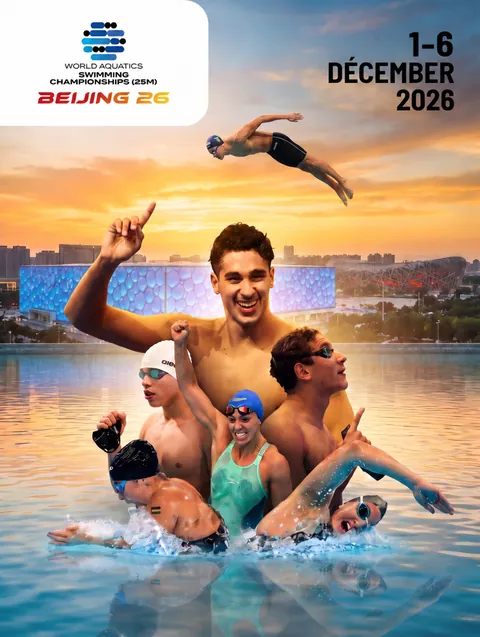 WORLD AQUATICS
SWIMMING
CHAMPIONSHIPS (25M)
BEIJING 26
1-6
DÉCEMBER
2026